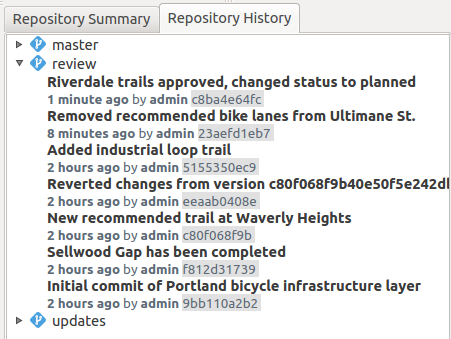 Repository Summary
Repository History
master
review
Riverdale trails approved, changed status to planned
1 minute ago by admin c8ba4e64fc
Removed recommended bike lanes from Ultimane St.
8 minutes ago by admin 23aefd1eb7
Added industrial loop trail
2 hours ago by admin 5155350ec9
Reverted changes from version c80f068f9b40e50f5e242d
2 hours ago by admin eeaab0408e
New recommended trail at Waverly Heights
2 hours ago by admin c80f068f9b
Sellwood Gap has been completed
2 hours ago by admin f812d31739
Initial commit of Portland bicycle infrastructure layer
2 hours ago by admin 9bb110a2b2
updates